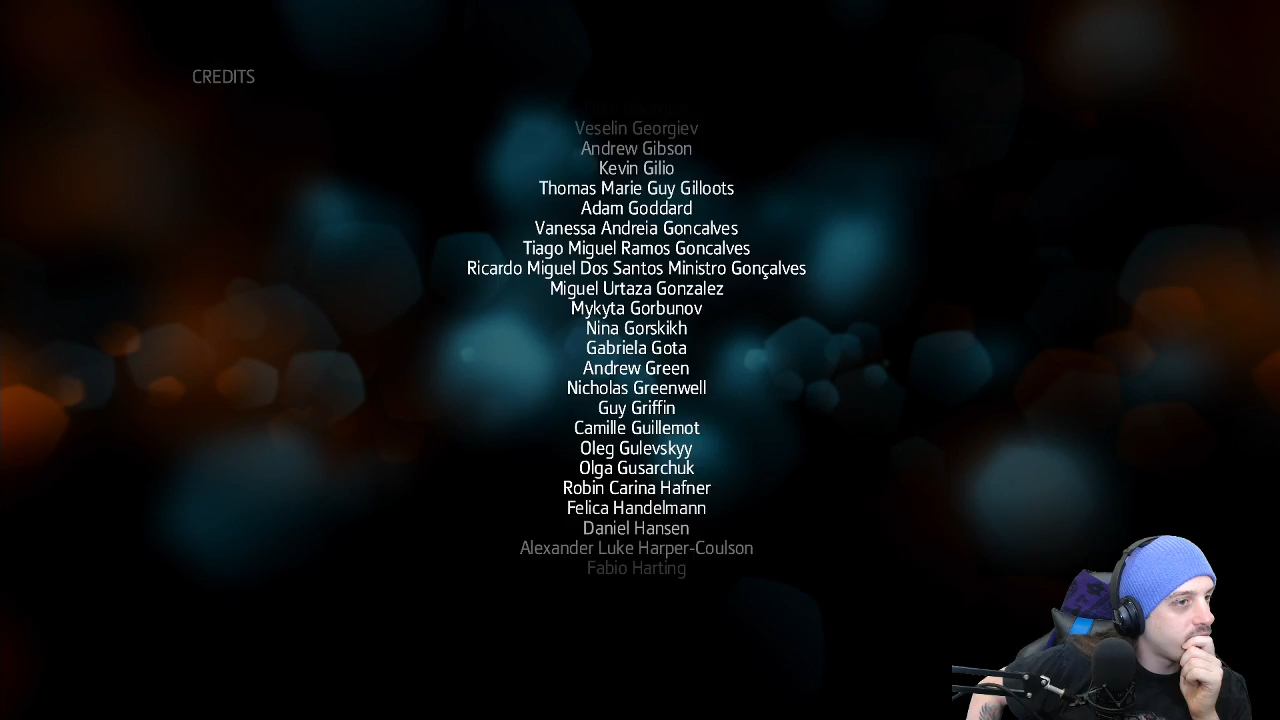 CREDITS
Veselin Georgiev
Andrew Gibson
Kevin Gilio
Thomas Marie Guy Gilloots
Adam Goddard
Vanessa Andreia Goncalves
Tiago Miguel Ramos Goncalves
Ricardo Miguel Dos Santos Ministro Gonçalves
Miguel Urtaza Gonzalez
Mykyta Gorbunov
Nina Gorskikh
Gabriela Gota
Andrew Green
Nicholas Greenwell
Guy Griffin
Camille Guillemot
Oleg Gulevskyy
Olga Gusarchuk
Robin Carina Hafner
Felica Handelmann
Daniel Hansen
Alexander Luke Harper-Coulson
Fabio Harting